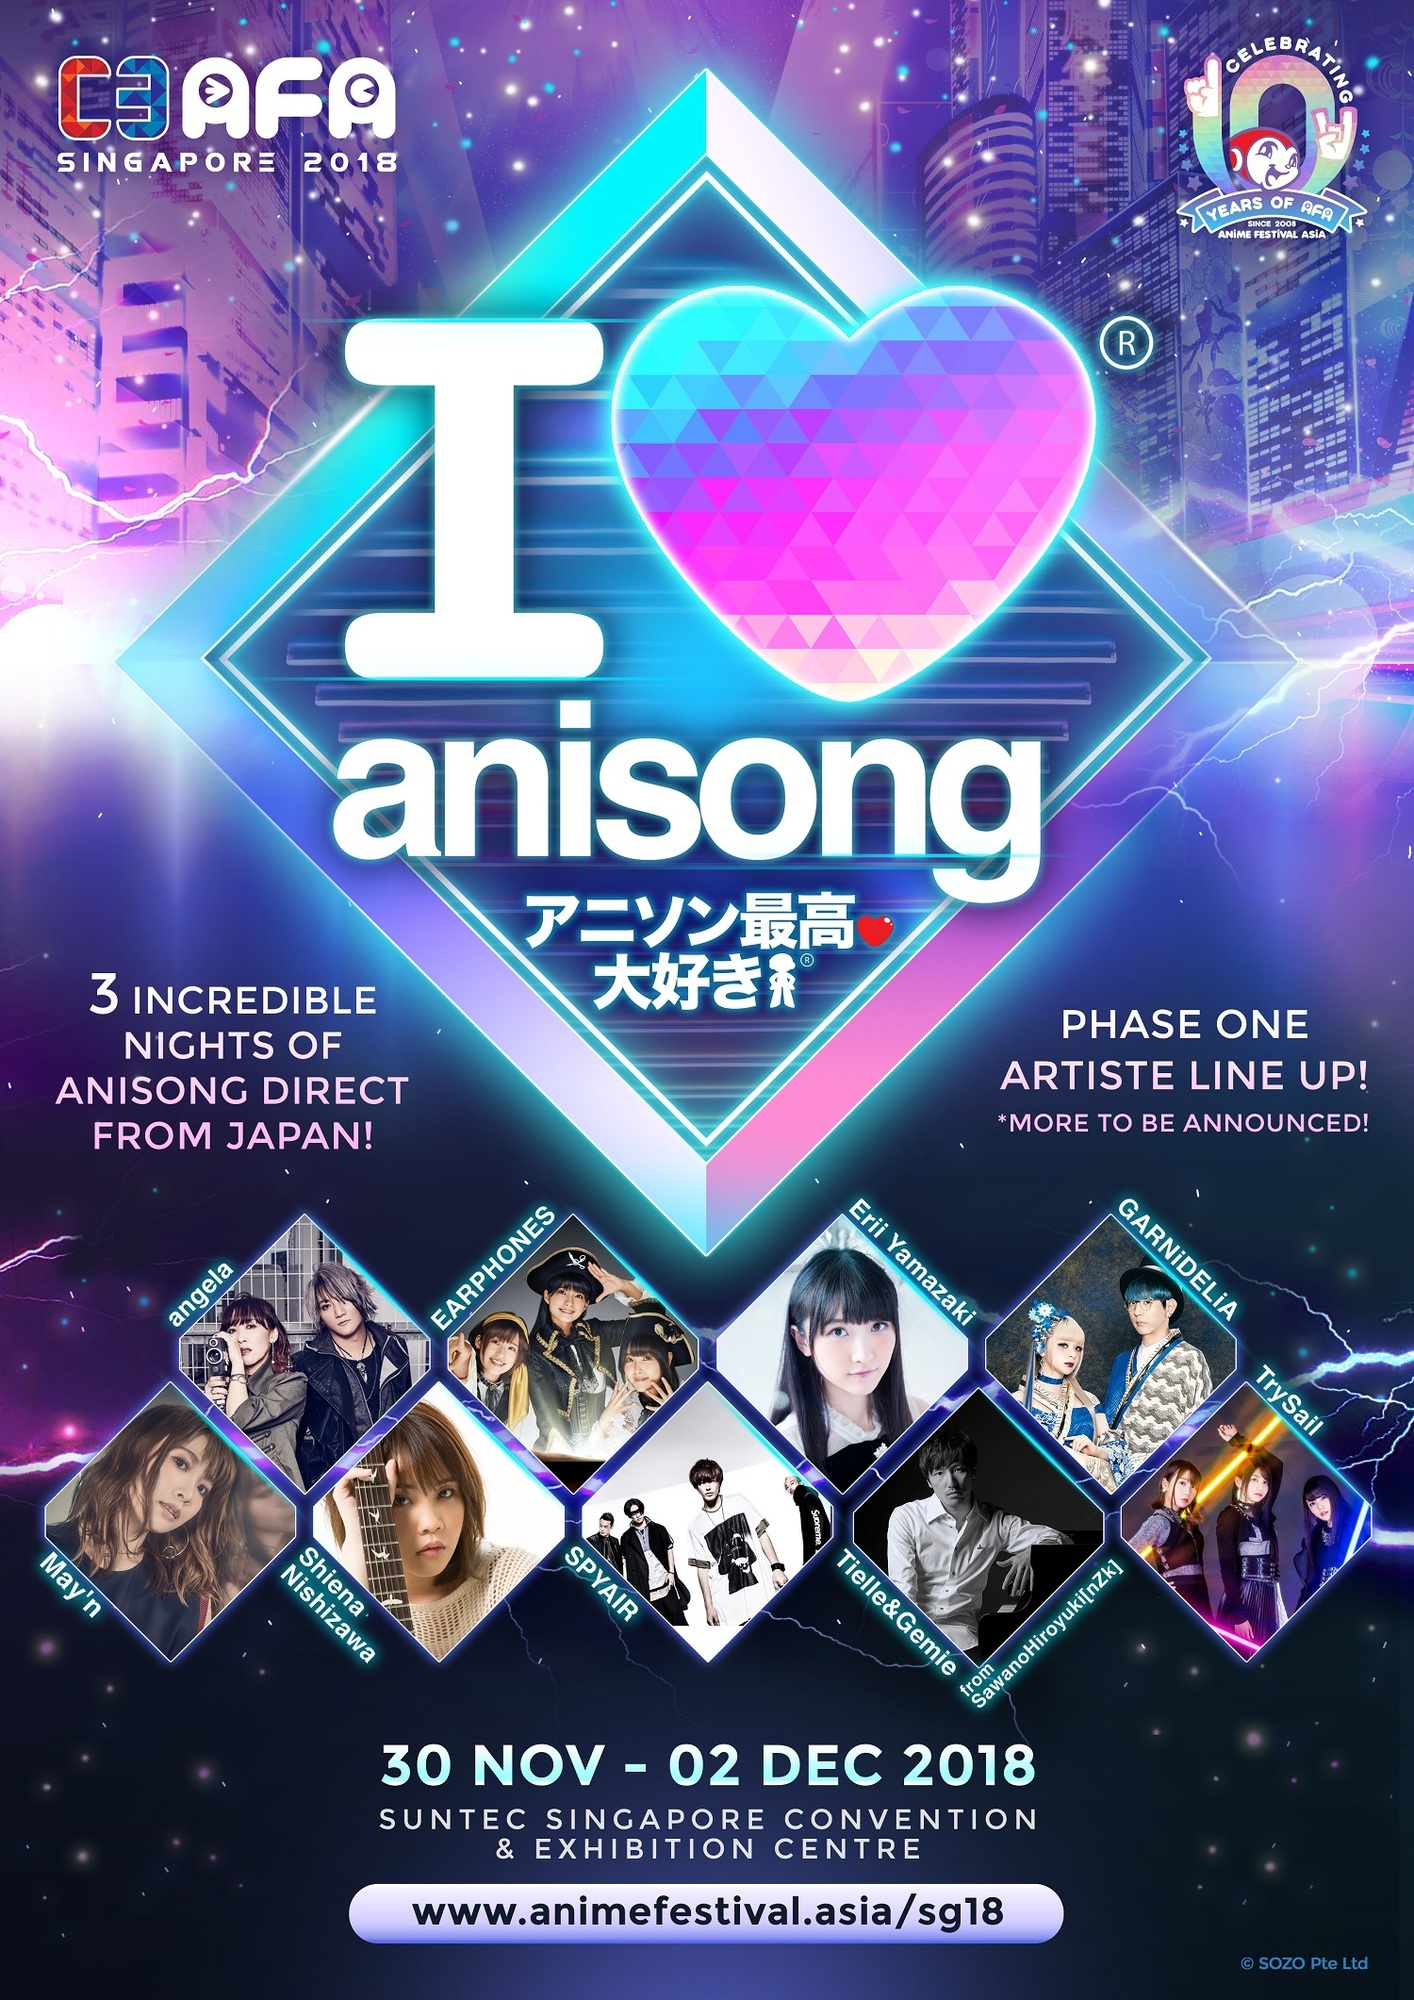 C3 AFA
SINGAPORE 2018
CELEBRATING
10
YEARS OF AFA
SINCE 2008
ANiME FESTiVAL ASiA
I
®
anisong
アニソン最高
大好き
®
3 INCREDIBLE
NIGHTS OF
ANISONG DIRECT
FROM JAPAN!
PHASE ONE
ARTISTE LINE UP!
*MORE TO BE ANNOUNCED!
angela
EARPHONES
Erii Yamazaki
GARNiDELiA
May'n
Shiena
Nishizawa
SPYAIR
Supreme
Tielle&Gemie
from
SawanoHiroyuki[nZk]
TrySail
30 NOV - 02 DEC 2018
SUNTEC SINGAPORE CONVENTION
& EXHIBITION CENTRE
www.animefestival.asia/sg18
© SOZO Pte Ltd